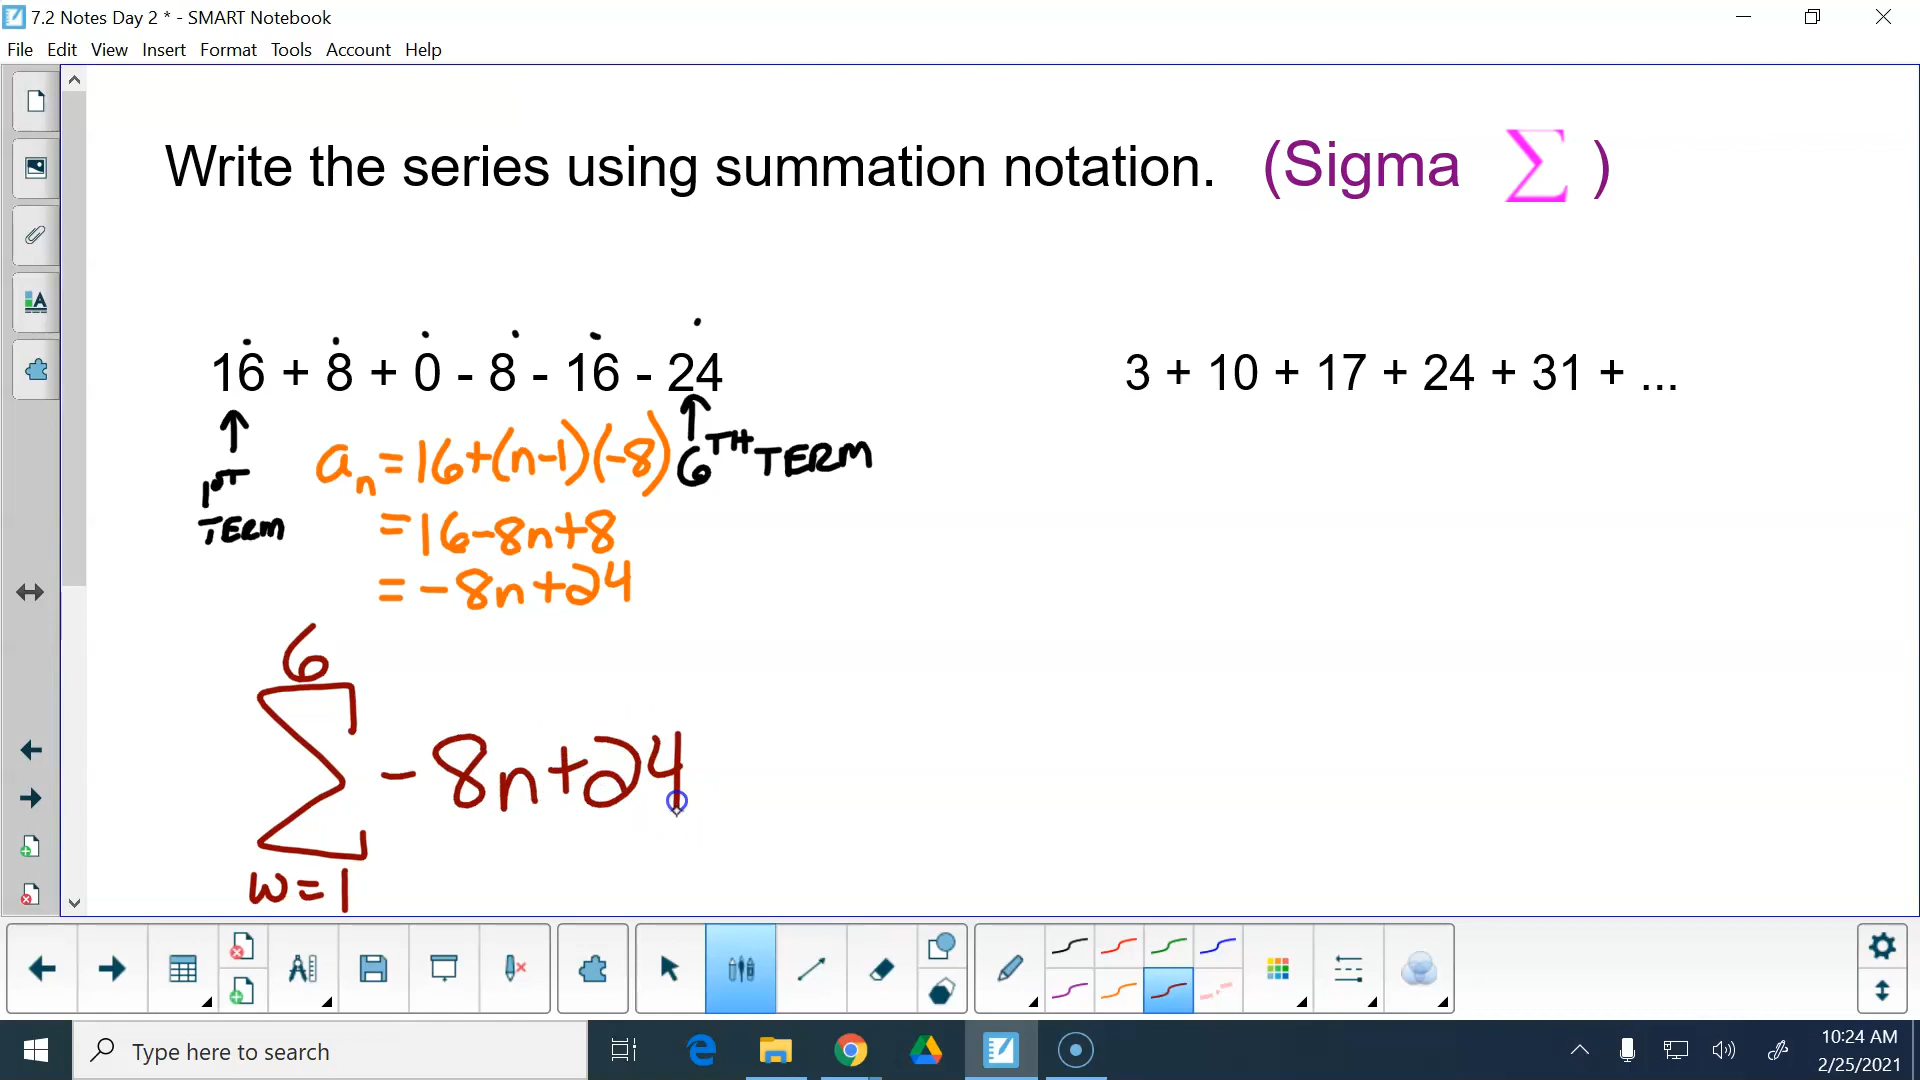 7.2 Notes Day 2 * - SMART Notebook
File Edit View Insert Format Tools Account Help
Write the series using summation notation. (Sigma Σ )
16 + 8 + 0 - 8 - 16 - 24
3 + 10 + 17 + 24 + 31 + ...
1ST TERM
aₙ = 16+(n-1)(-8)
6TH TERM
= 16-8n+8
= -8n+24
6
Σ -8n+24
w=1
Type here to search
10:24 AM
2/25/2021